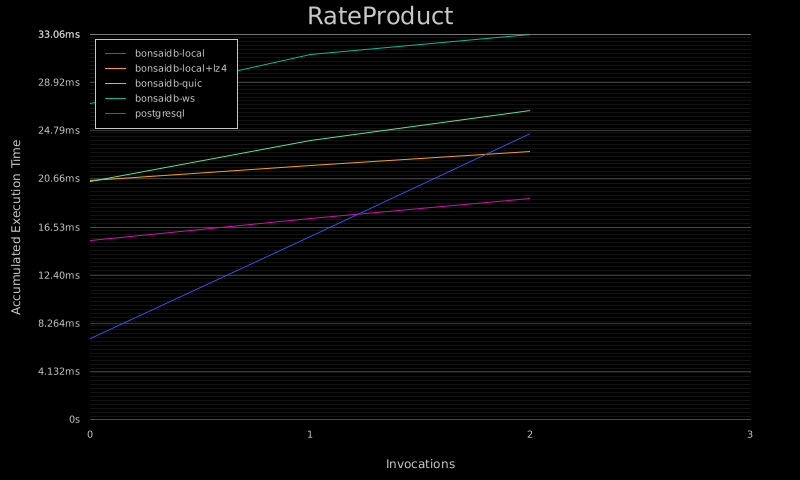 RateProduct
33.06ms
28.92ms
24.79ms
20.66ms
16.53ms
12.40ms
8.264ms
4.132ms
0s
Accumulated Execution Time
bonsaidb-local
bonsaidb-local+lz4
bonsaidb-quic
bonsaidb-ws
postgresql
0 1 2 3
Invocations